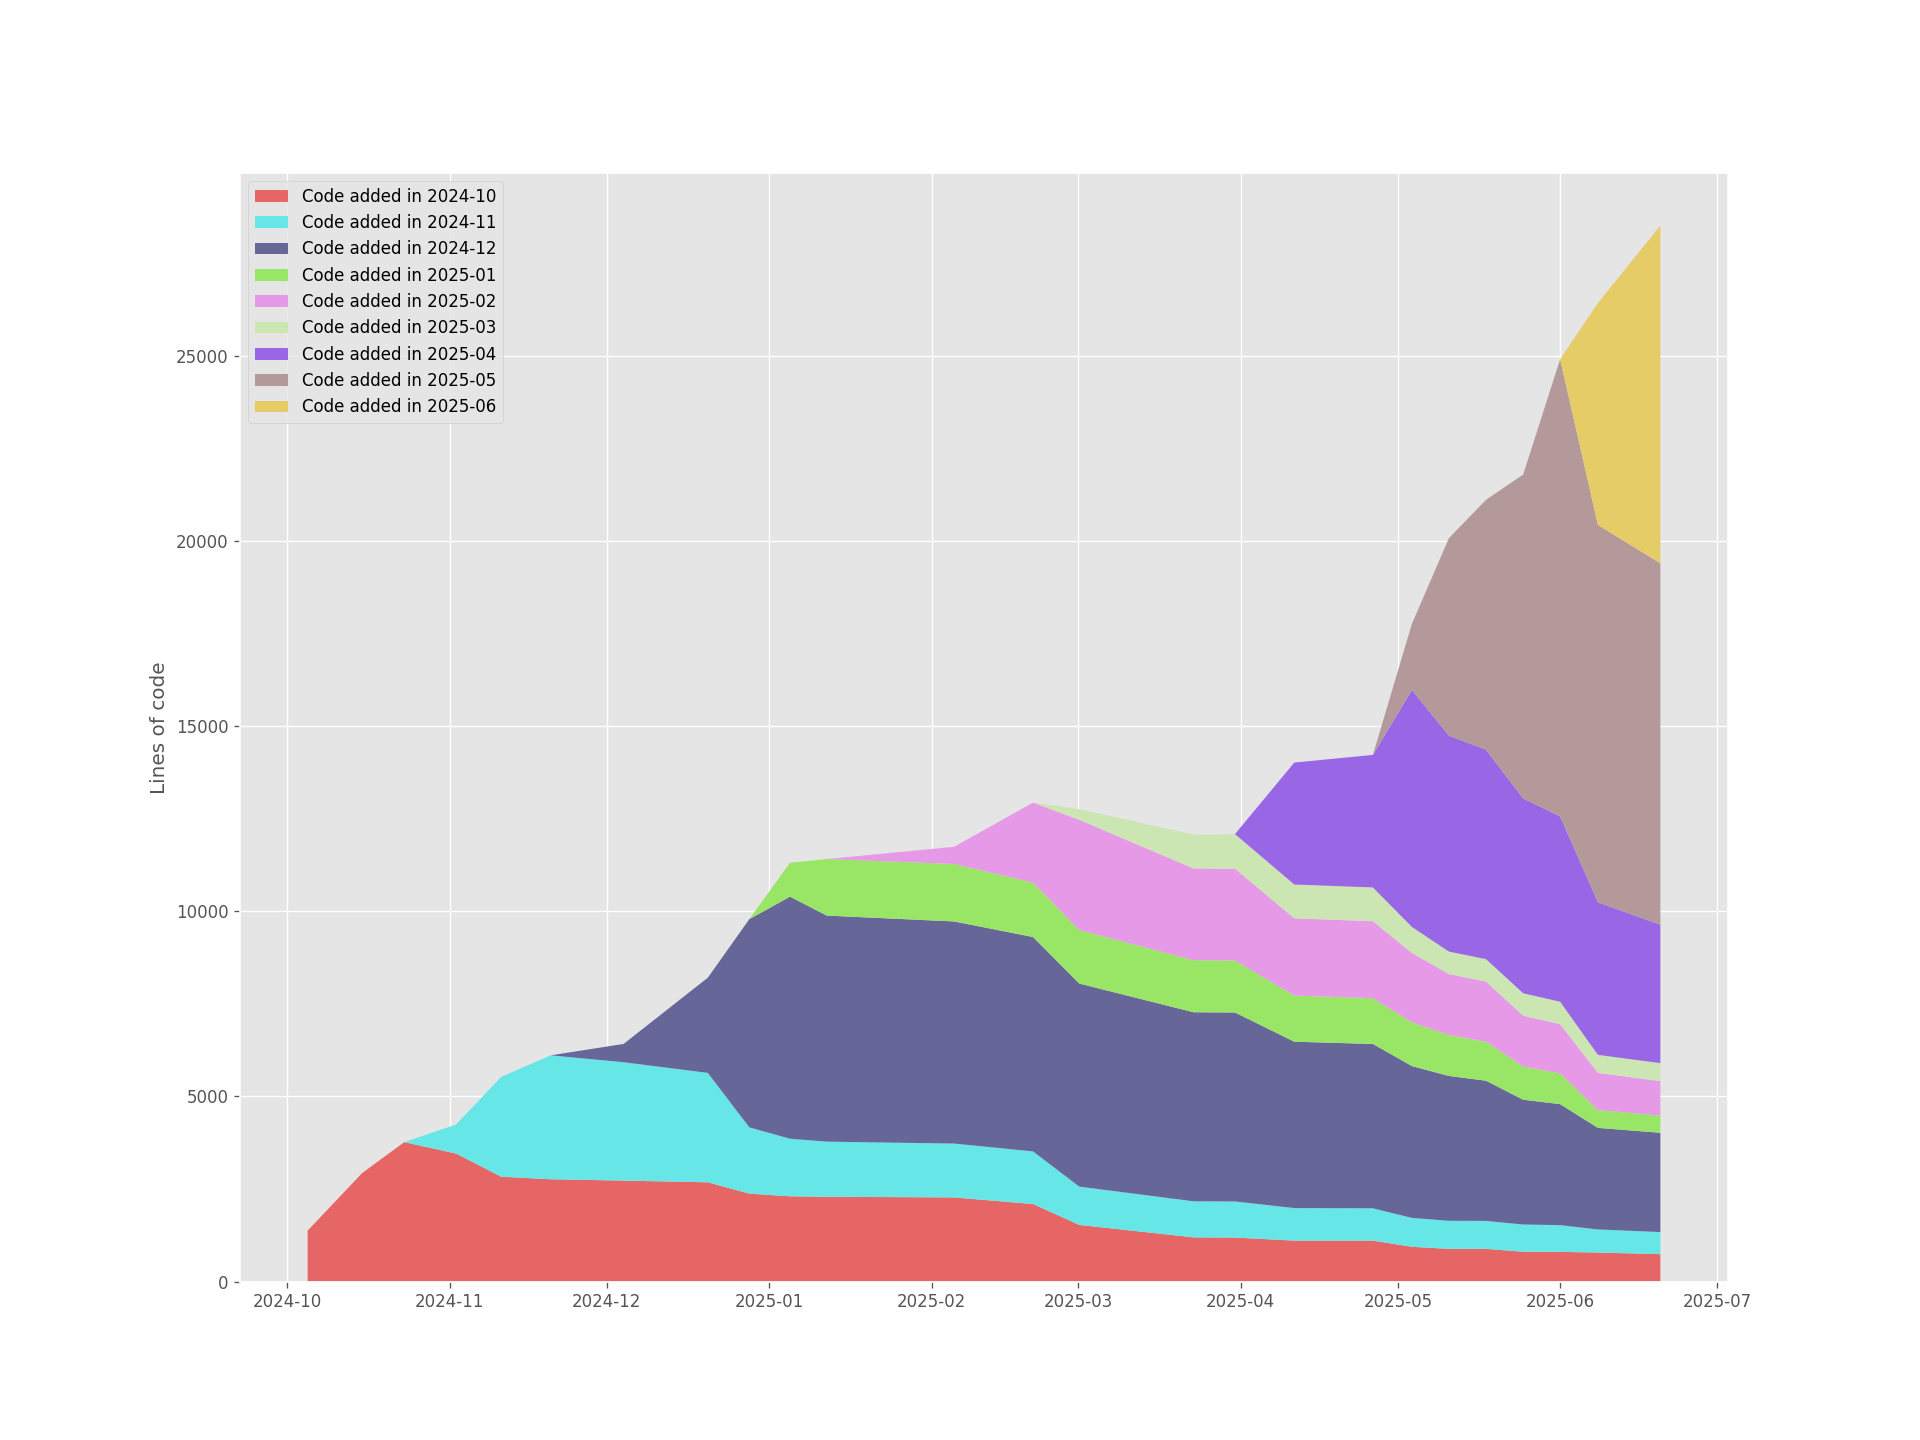 Code added in 2024-10
Code added in 2024-11
Code added in 2024-12
Code added in 2025-01
Code added in 2025-02
Code added in 2025-03
Code added in 2025-04
Code added in 2025-05
Code added in 2025-06
Lines of code
25000
20000
15000
10000
5000
0
2024-10 2024-11 2024-12 2025-01 2025-02 2025-03 2025-04 2025-05 2025-06 2025-07